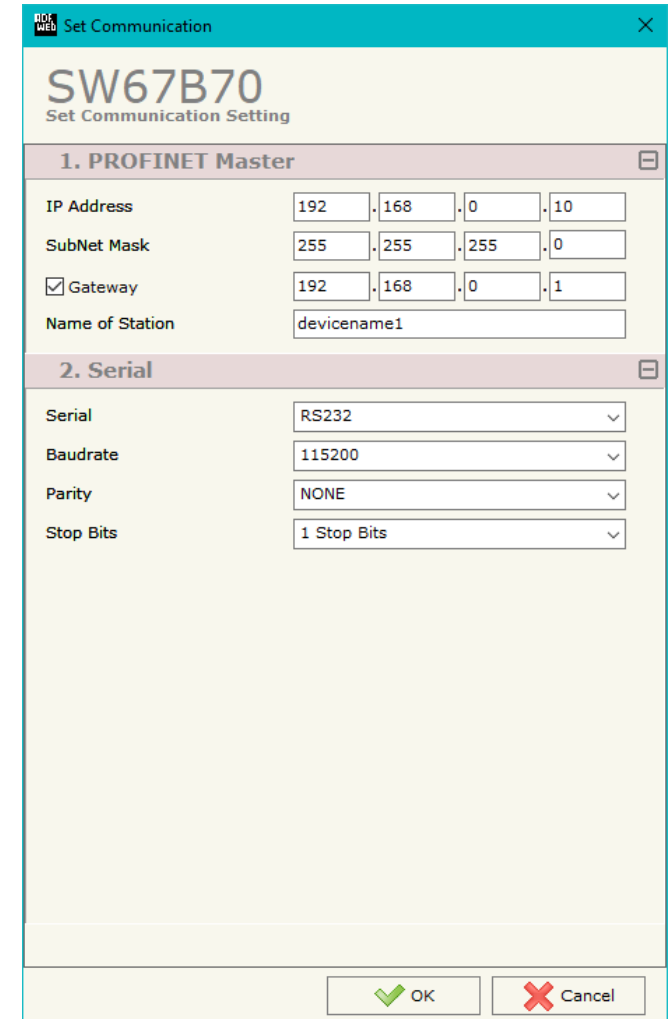 ADF WEB Set Communication
SW67B70
Set Communication Setting
1. PROFINET Master
IP Address 192 . 168 . 0 . 10
SubNet Mask 255 . 255 . 255 . 0
Gateway 192 . 168 . 0 . 1
Name of Station devicename1
2. Serial
Serial RS232
Baudrate 115200
Parity NONE
Stop Bits 1 Stop Bits
OK Cancel